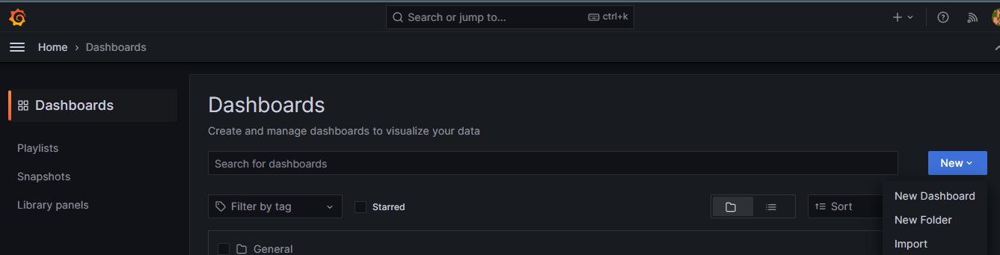 Search or jump to... ctrl+k
Home › Dashboards
Dashboards
Playlists
Snapshots
Library panels
Dashboards
Create and manage dashboards to visualize your data
Search for dashboards
New
Filter by tag
Starred
Sort
New Dashboard
New Folder
Import
General